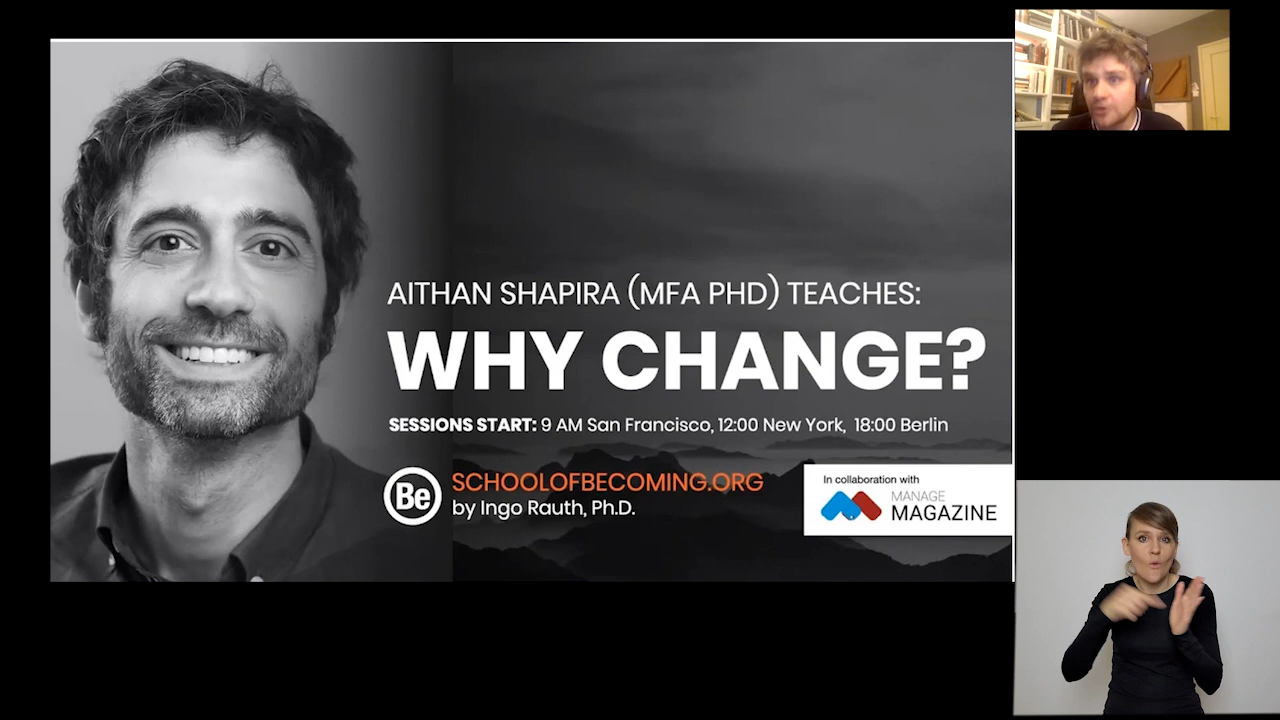 AITHAN SHAPIRA (MFA PHD) TEACHES:
WHY CHANGE?
SESSIONS START: 9 AM San Francisco, 12:00 New York, 18:00 Berlin
Be
SCHOOLOFBECOMING.ORG
by Ingo Rauth, Ph.D.
In collaboration with
MANAGE
MAGAZINE